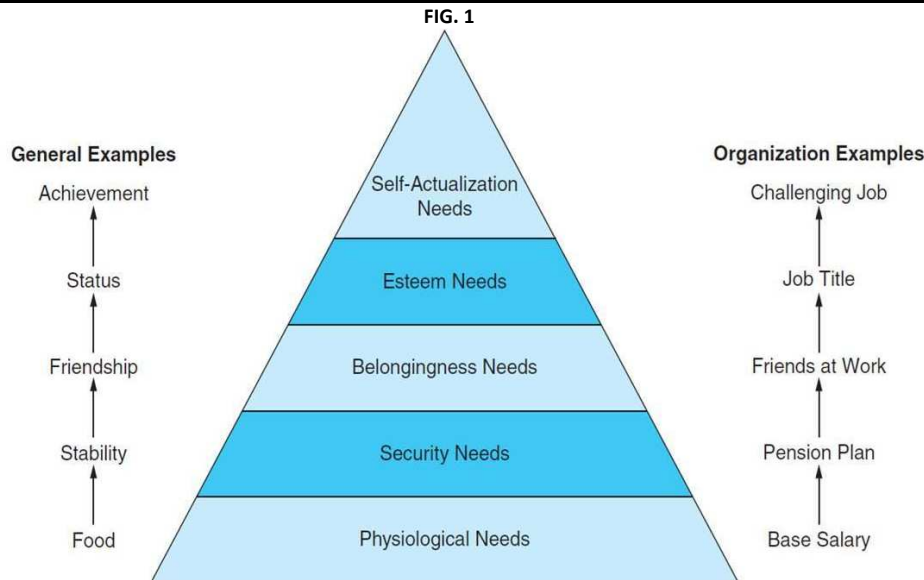 FIG. 1
General Examples
Organization Examples
Achievement
Self-Actualization
Needs
Challenging Job
Status
Esteem Needs
Job Title
Friendship
Belongingness Needs
Friends at Work
Stability
Security Needs
Pension Plan
Food
Physiological Needs
Base Salary